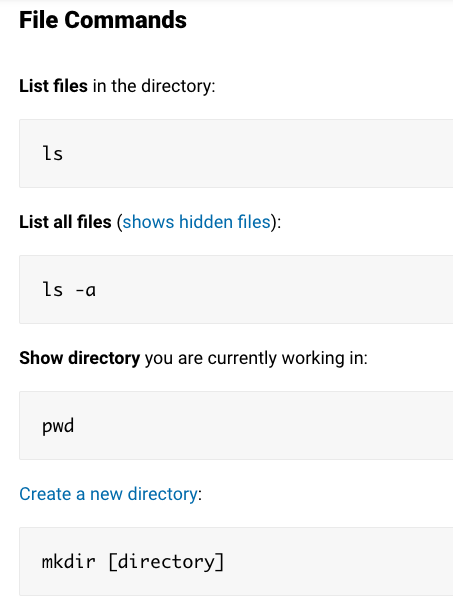 File Commands
List files in the directory:
ls
List all files (shows hidden files):
ls -a
Show directory you are currently working in:
pwd
Create a new directory:
mkdir [directory]